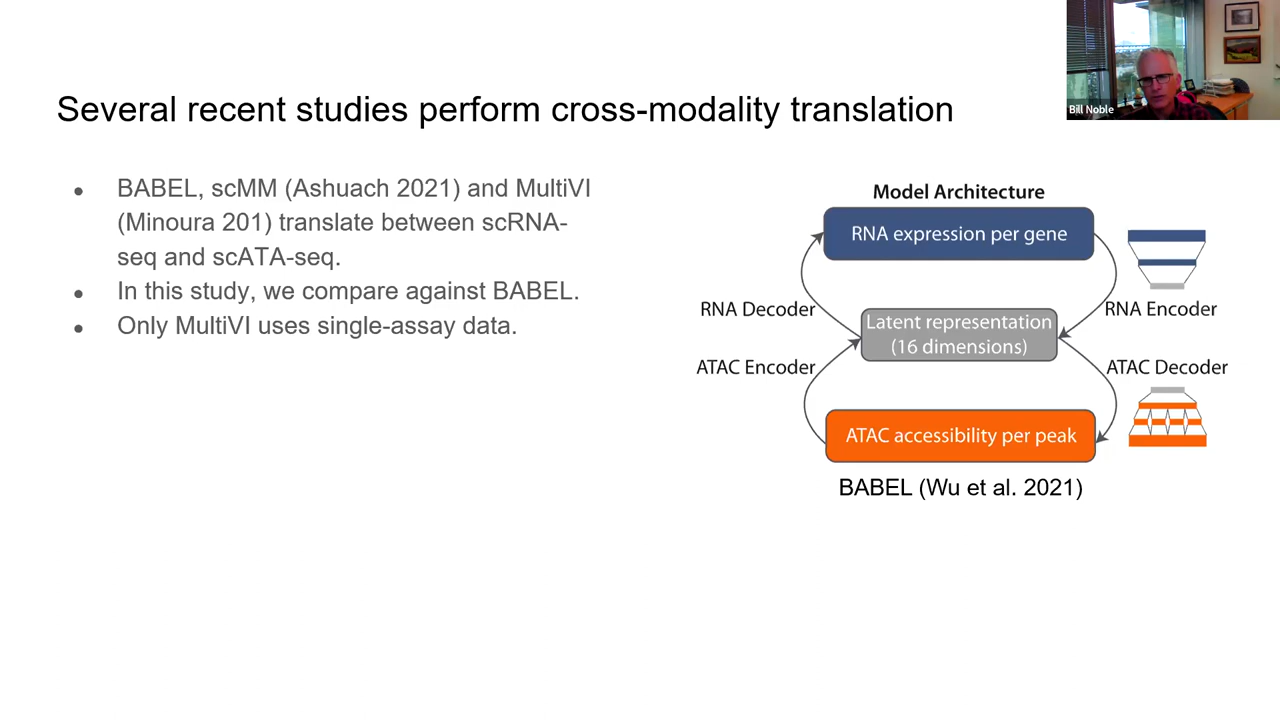 Bill Noble
Several recent studies perform cross-modality translation
● BABEL, scMM (Ashuach 2021) and MultiVI
(Minoura 201) translate between scRNA-
seq and scATA-seq.
● In this study, we compare against BABEL.
● Only MultiVI uses single-assay data.
Model Architecture
RNA expression per gene
RNA Decoder
RNA Encoder
Latent representation
(16 dimensions)
ATAC Encoder
ATAC Decoder
ATAC accessibility per peak
BABEL (Wu et al. 2021)